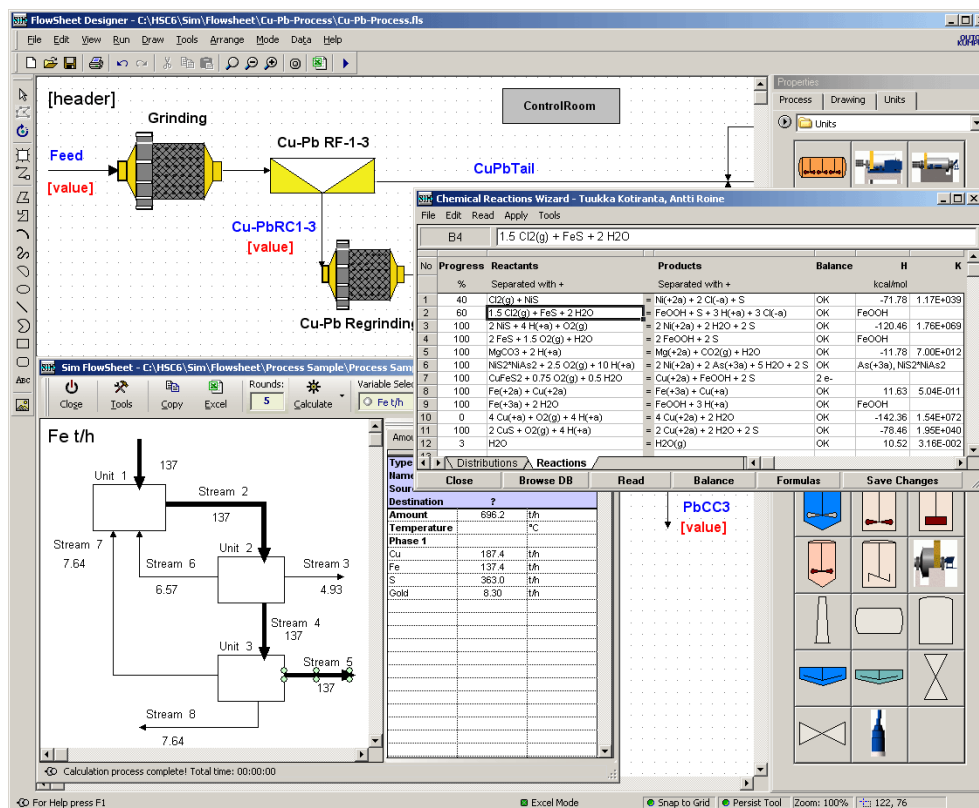 FlowSheet Designer - C:\HSC6\Sim\Flowsheet\Cu-Pb-Process\Cu-Pb-Process.fls
File Edit View Run Draw Tools Arrange Mode Data Help
[header]
ControlRoom
Grinding
Cu-Pb RF-1-3
Feed
CuPbTail
[value]
Cu-PbRC1-3
[value]
Cu-Pb Regrinding
Properties
Process Drawing Units
Units
Chemical Reactions Wizard - Tuukka Kotiranta, Antti Roine
File Edit Read Apply Tools
B4 1.5 Cl2(g) + FeS + 2 H2O
No Progress Reactants Products Balance H K
% Separated with + Separated with + kcal/mol
1 40 Cl2(g) + NiS = Ni(+2a) + 2 Cl(-a) + S OK -71.78 1.17E+039
2 60 1.5 Cl2(g) + FeS + 2 H2O = FeOOH + S + 3 H(+a) + 3 Cl(-a) OK FeOOH
3 100 2 NiS + 4 H(+a) + O2(g) = 2 Ni(+2a) + 2 H2O + 2 S OK -120.46 1.76E+069
4 100 2 FeS + 1.5 O2(g) + H2O = 2 FeOOH + 2 S OK FeOOH
5 100 MgCO3 + 2 H(+a) = Mg(+2a) + CO2(g) + H2O OK -11.78 7.00E+012
6 100 NiS2*NiAs2 + 2.5 O2(g) + 10 H(+a) = 2 Ni(+2a) + 2 As(+3a) + 5 H2O + 2 S OK As(+3a), NiS2*NiAs2
7 100 CuFeS2 + 0.75 O2(g) + 0.5 H2O = Cu(+2a) + FeOOH + 2 S 2 e-
8 100 Fe(+2a) + Cu(+2a) = Fe(+3a) + Cu(+a) OK 11.63 5.04E-011
9 100 Fe(+3a) + 2 H2O = FeOOH + 3 H(+a) OK FeOOH
10 0 4 Cu(+a) + O2(g) + 4 H(+a) = 4 Cu(+2a) + 2 H2O OK -142.36 1.54E+072
11 100 2 CuS + O2(g) + 4 H(+a) = 2 Cu(+2a) + 2 H2O + 2 S OK -78.46 1.95E+040
12 3 H2O = H2O(g) OK 10.52 3.16E-002
Distributions Reactions
Close Browse DB Read Balance Formulas Save Changes
PbCC3
[value]
Sim FlowSheet - C:\HSC6\Sim\Flowsheet\Process Sample\Process Samp
Close Tools Copy Excel Rounds: 5 Calculate Variable Selec
Fe t/h
Fe t/h
137
Unit 1
Stream 2
137
Stream 7
7.64
Unit 2
Stream 6
6.57
Stream 3
4.93
Stream 4
137
Unit 3
Stream 5
137
Stream 8
7.64
Amou
Type
Name
Sour
Destination ?
Amount 696.2 t/h
Temperature °C
Phase 1
Cu 187.4 t/h
Fe 137.4 t/h
S 363.0 t/h
Gold 8.30 t/h
Calculation process complete! Total time: 00:00:00
For Help press F1 Excel Mode Snap to Grid Persist Tool Zoom: 100% 122, 76